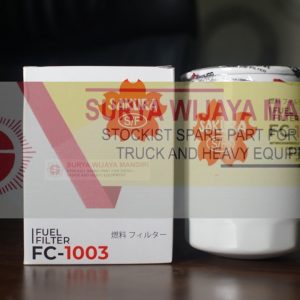 SURYA WIJAYA MA
STOCKIST SPARE PART FOR
TRUCK AND HEAVY EQUIP
SAKURA
S/F
SURYA WIJAYA MANDIRI
FUEL
FILTER
FC-1003
燃料 フィルター
FUEL